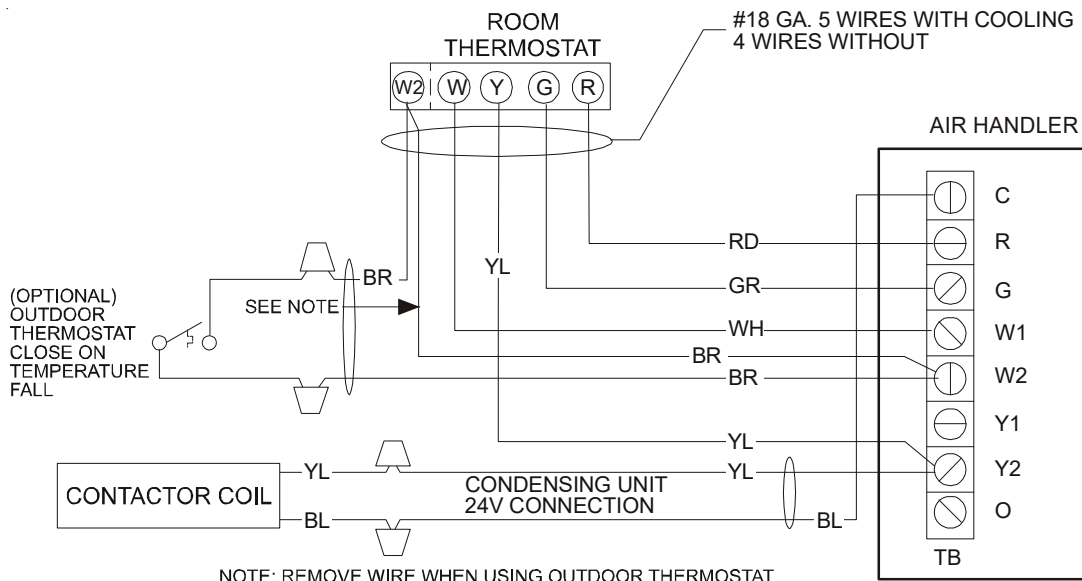 ROOM
THERMOSTAT
#18 GA. 5 WIRES WITH COOLING
4 WIRES WITHOUT
W2
W
Y
G
R
AIR HANDLER
C
RD
R
YL
BR
GR
G
SEE NOTE
(OPTIONAL)
OUTDOOR
THERMOSTAT
CLOSE ON
TEMPERATURE
FALL
WH
W1
BR
BR
W2
Y1
YL
YL
YL
Y2
CONTACTOR COIL
CONDENSING UNIT
24V CONNECTION
BL
BL
O
TB
NOTE: REMOVE WIRE WHEN USING OUTDOOR THERMOSTAT